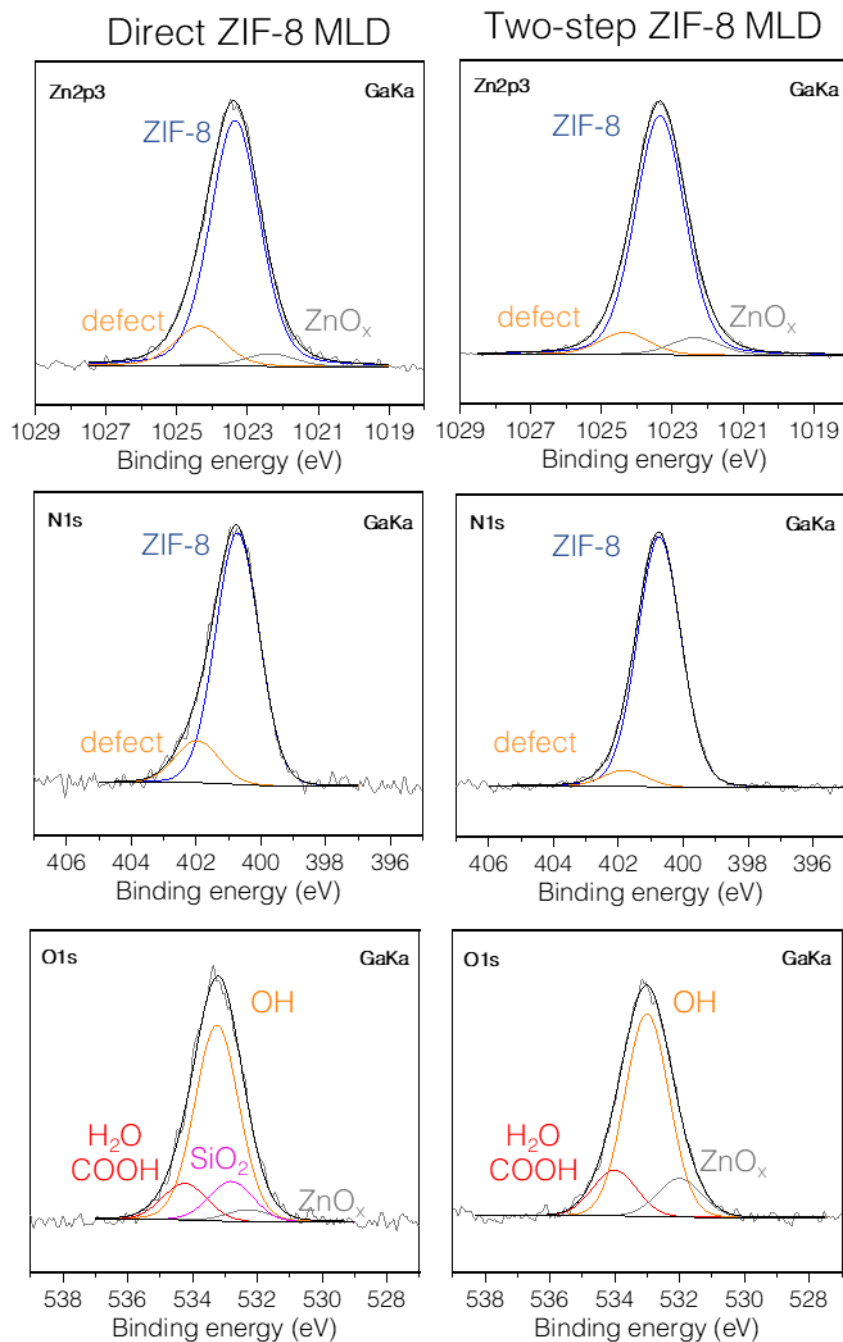 Direct ZIF-8 MLD
Two-step ZIF-8 MLD
Zn2p3
GaKa
ZIF-8
defect
ZnOₓ
1029 1027 1025 1023 1021 1019
Binding energy (eV)
Zn2p3
GaKa
ZIF-8
defect
ZnOₓ
1029 1027 1025 1023 1021 1019
Binding energy (eV)
N1s
GaKa
ZIF-8
defect
406 404 402 400 398 396
Binding energy (eV)
N1s
GaKa
ZIF-8
defect
406 404 402 400 398 396
Binding energy (eV)
O1s
GaKa
OH
H₂O
COOH
SiO₂
ZnOₓ
538 536 534 532 530 528
Binding energy (eV)
O1s
GaKa
OH
H₂O
COOH
ZnOₓ
538 536 534 532 530 528
Binding energy (eV)